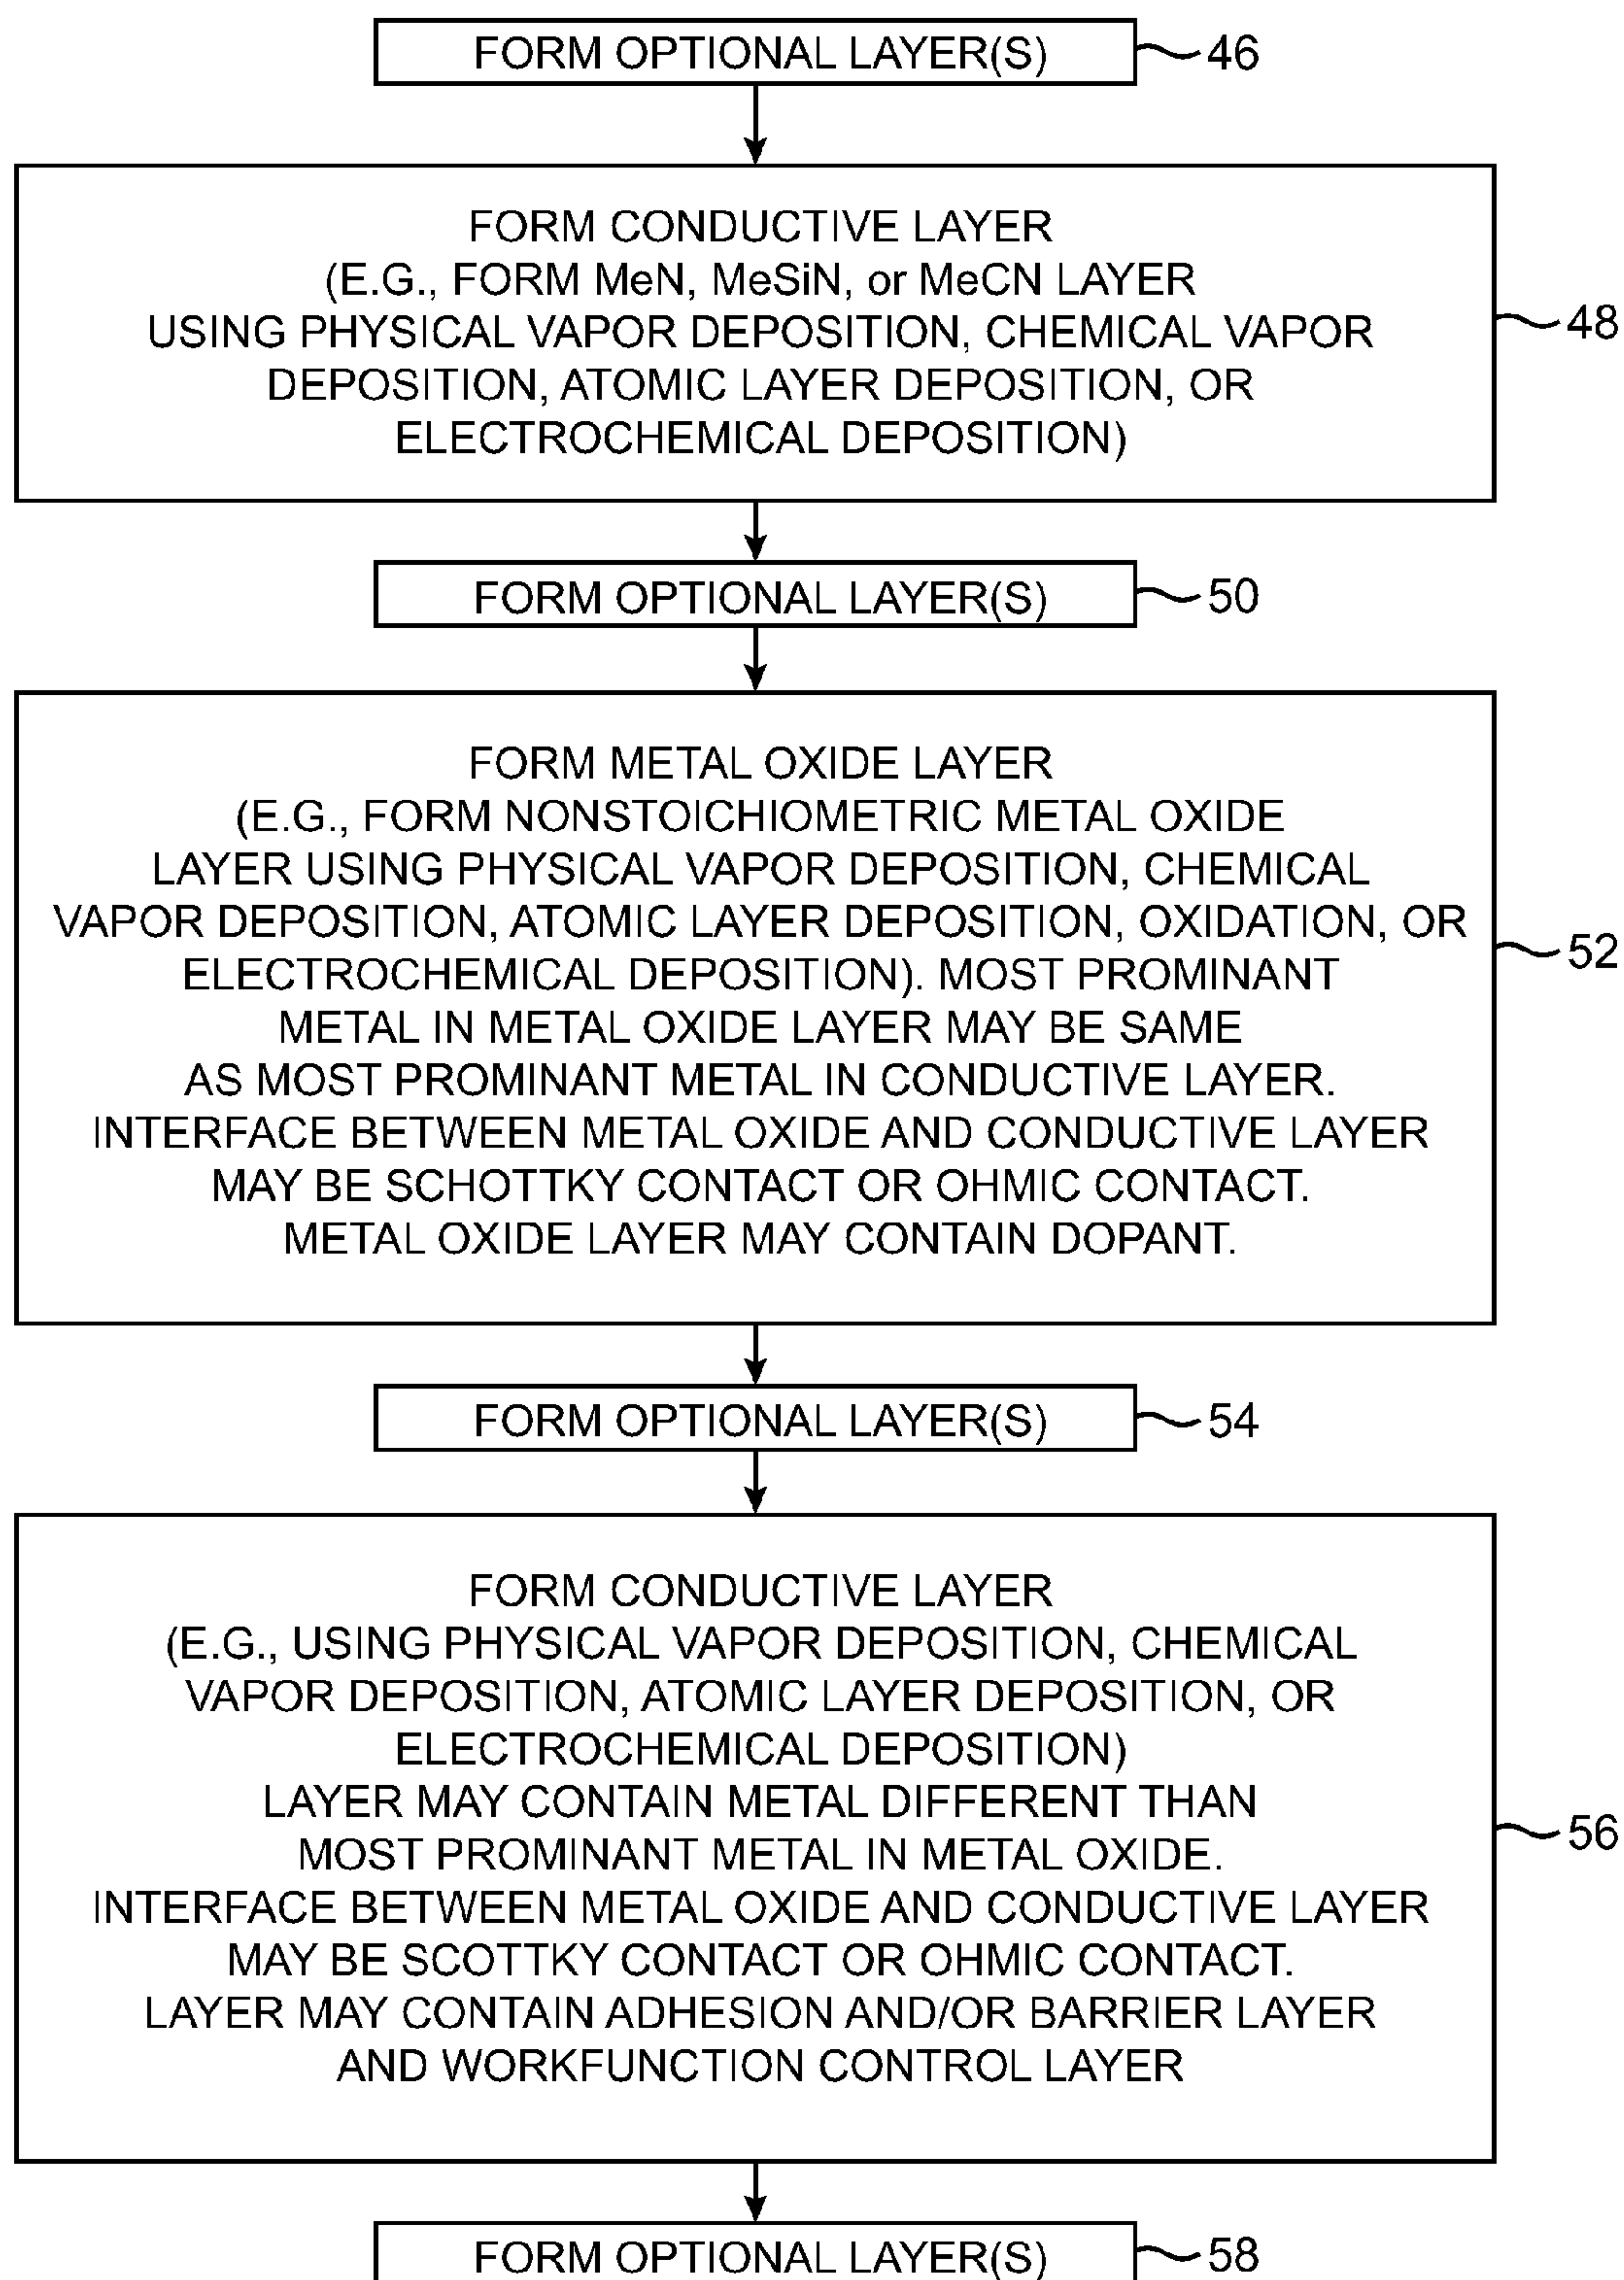 FORM OPTIONAL LAYER(S)
46
FORM CONDUCTIVE LAYER
(E.G., FORM MeN, MeSiN, or MeCN LAYER
USING PHYSICAL VAPOR DEPOSITION, CHEMICAL VAPOR
DEPOSITION, ATOMIC LAYER DEPOSITION, OR
ELECTROCHEMICAL DEPOSITION)
48
FORM OPTIONAL LAYER(S)
50
FORM METAL OXIDE LAYER
(E.G., FORM NONSTOICHIOMETRIC METAL OXIDE
LAYER USING PHYSICAL VAPOR DEPOSITION, CHEMICAL
VAPOR DEPOSITION, ATOMIC LAYER DEPOSITION, OXIDATION, OR
ELECTROCHEMICAL DEPOSITION). MOST PROMINANT
METAL IN METAL OXIDE LAYER MAY BE SAME
AS MOST PROMINANT METAL IN CONDUCTIVE LAYER.
INTERFACE BETWEEN METAL OXIDE AND CONDUCTIVE LAYER
MAY BE SCHOTTKY CONTACT OR OHMIC CONTACT.
METAL OXIDE LAYER MAY CONTAIN DOPANT.
52
FORM OPTIONAL LAYER(S)
54
FORM CONDUCTIVE LAYER
(E.G., USING PHYSICAL VAPOR DEPOSITION, CHEMICAL
VAPOR DEPOSITION, ATOMIC LAYER DEPOSITION, OR
ELECTROCHEMICAL DEPOSITION)
LAYER MAY CONTAIN METAL DIFFERENT THAN
MOST PROMINANT METAL IN METAL OXIDE.
INTERFACE BETWEEN METAL OXIDE AND CONDUCTIVE LAYER
MAY BE SCOTTKY CONTACT OR OHMIC CONTACT.
LAYER MAY CONTAIN ADHESION AND/OR BARRIER LAYER
AND WORKFUNCTION CONTROL LAYER
56
FORM OPTIONAL LAYER(S)
58